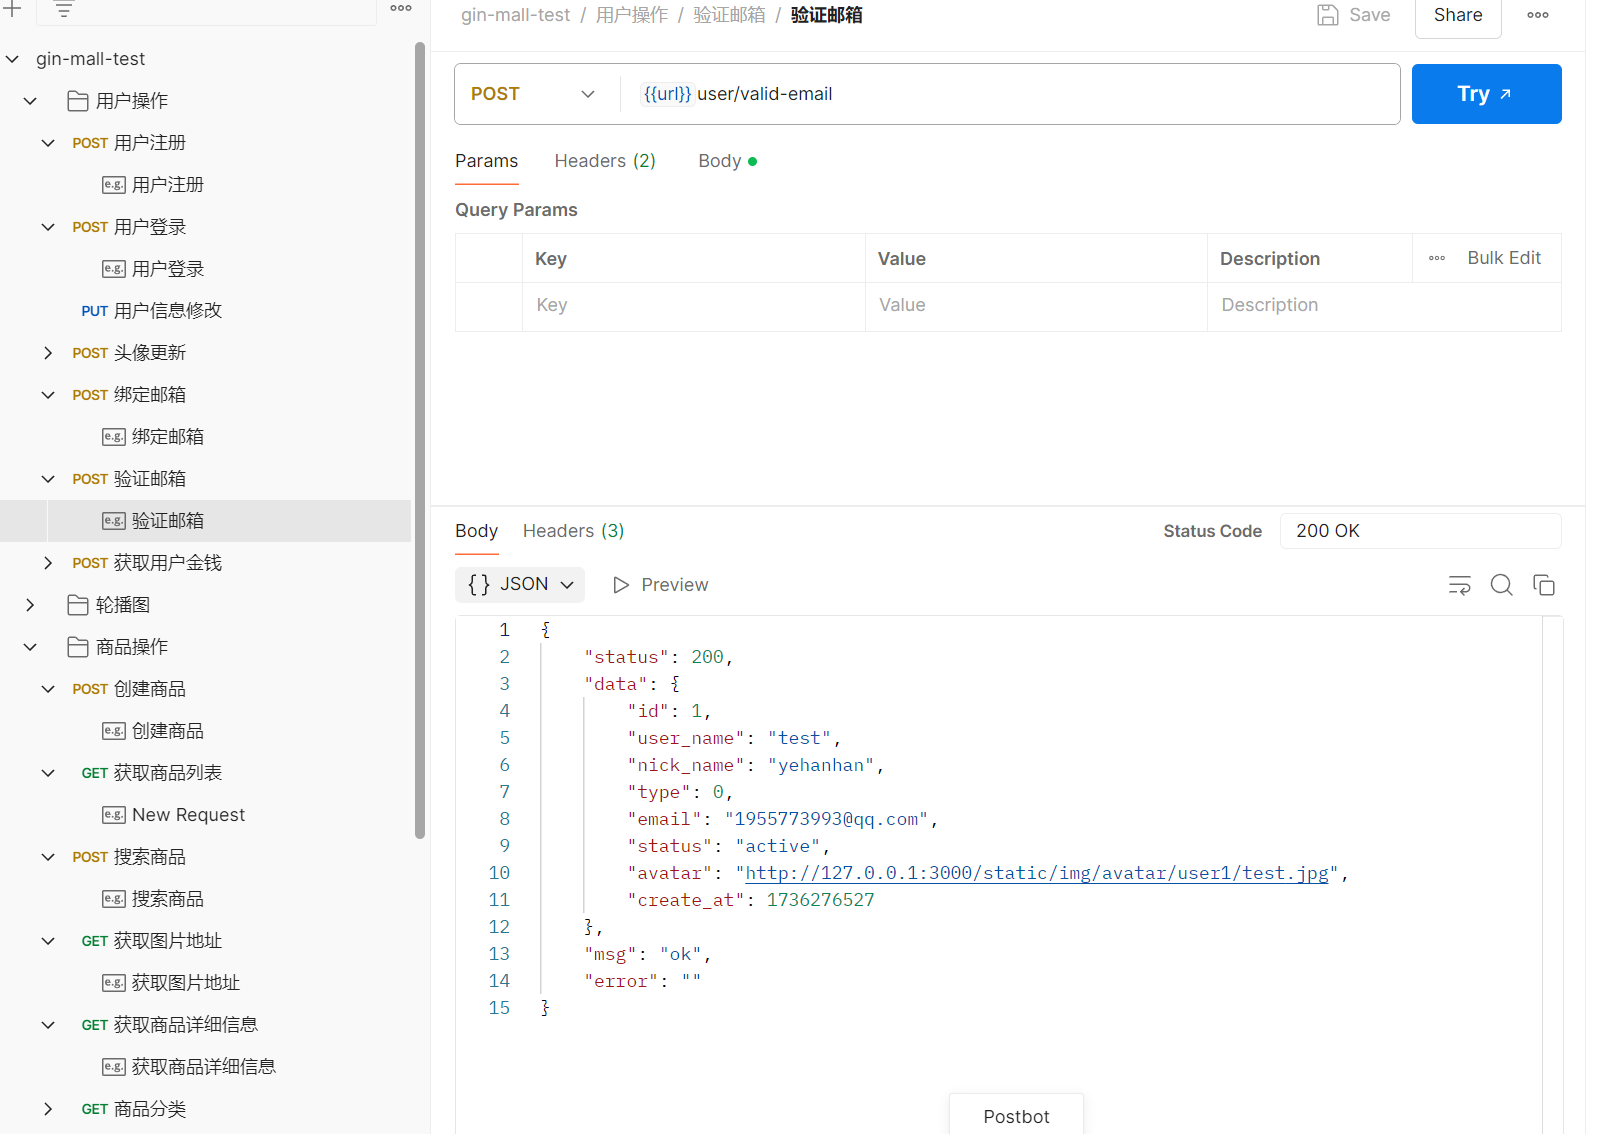 gin-mall-test
用户操作
POST 用户注册
e.g. 用户注册
POST 用户登录
e.g. 用户登录
PUT 用户信息修改
POST 头像更新
POST 绑定邮箱
e.g. 绑定邮箱
POST 验证邮箱
e.g. 验证邮箱
POST 获取用户金钱
轮播图
商品操作
POST 创建商品
e.g. 创建商品
GET 获取商品列表
e.g. New Request
POST 搜索商品
e.g. 搜索商品
GET 获取图片地址
e.g. 获取图片地址
GET 获取商品详细信息
e.g. 获取商品详细信息
GET 商品分类
gin-mall-test / 用户操作 / 验证邮箱 / 验证邮箱
Save
Share
POST
{{url}} user/valid-email
Try
Params Headers (2) Body
Query Params
Key Value Description Bulk Edit
Key Value Description
Body Headers (3)
Status Code 200 OK
{} JSON Preview
1 {
2 "status": 200,
3 "data": {
4 "id": 1,
5 "user_name": "test",
6 "nick_name": "yehanhan",
7 "type": 0,
8 "email": "1955773993@qq.com",
9 "status": "active",
10 "avatar": "http://127.0.0.1:3000/static/img/avatar/user1/test.jpg",
11 "create_at": 1736276527
12 },
13 "msg": "ok",
14 "error": ""
15 }
Postbot